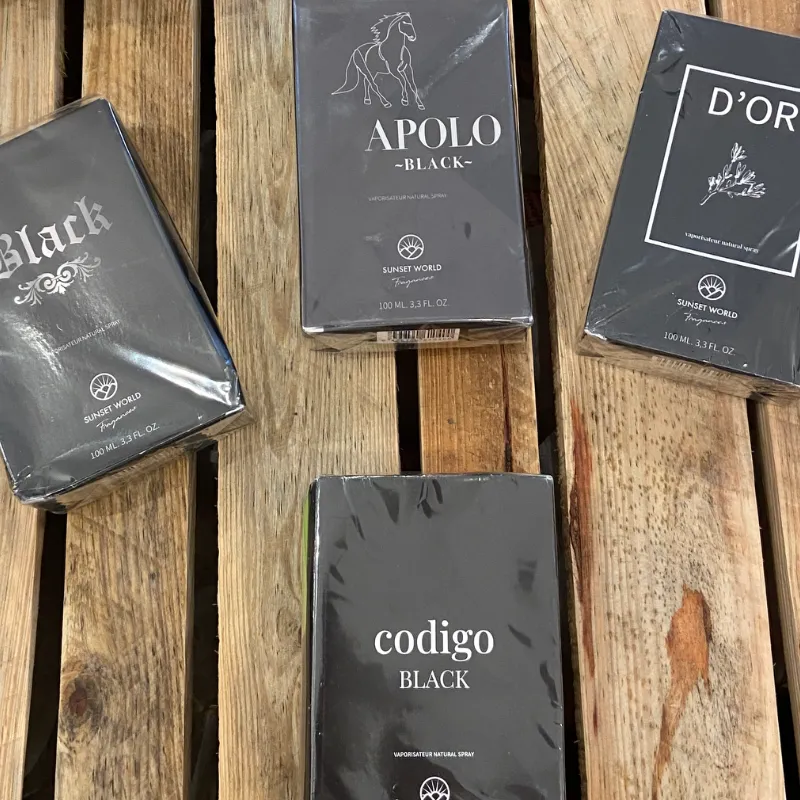 Black
VAPORISATEUR NATURAL SPRAY
SUNSET WORLD
Fragrances
100 ML. 3,3 FL. OZ.
APOLO
~BLACK~
VAPORISATEUR NATURAL SPRAY
SUNSET WORLD
Fragances
100 ML. 3,3 FL. OZ.
D'OR
vaporisateur natural spray
SUNSET WORLD
Fragances
100 ML. 3,3 FL. OZ.
codigo
BLACK
VAPORISATEUR NATURAL SPRAY